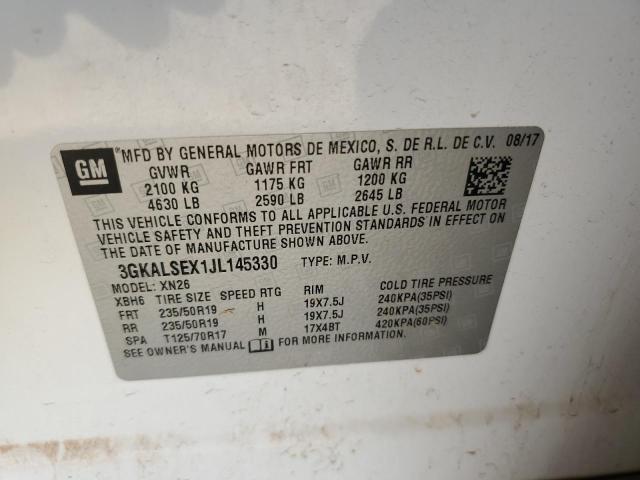 GM MFD BY GENERAL MOTORS DE MEXICO, S. DE R.L. DE C.V. 08/17
GVWR GAWR FRT GAWR RR
2100 KG 1175 KG 1200 KG
4630 LB 2590 LB 2645 LB
THIS VEHICLE CONFORMS TO ALL APPLICABLE U.S. FEDERAL MOTOR
VEHICLE SAFETY AND THEFT PREVENTION STANDARDS IN EFFECT ON
THE DATE OF MANUFACTURE SHOWN ABOVE.
3GKALSEX1JL145330 TYPE: M.P.V.
MODEL: XN26
XBH6 TIRE SIZE SPEED RTG RIM COLD TIRE PRESSURE
FRT 235/50R19 H 19X7.5J 240KPA(35PSI)
RR 235/50R19 H 19X7.5J 240KPA(35PSI)
SPA T125/70R17 M 17X4BT 420KPA(60PSI)
SEE OWNER'S MANUAL FOR MORE INFORMATION